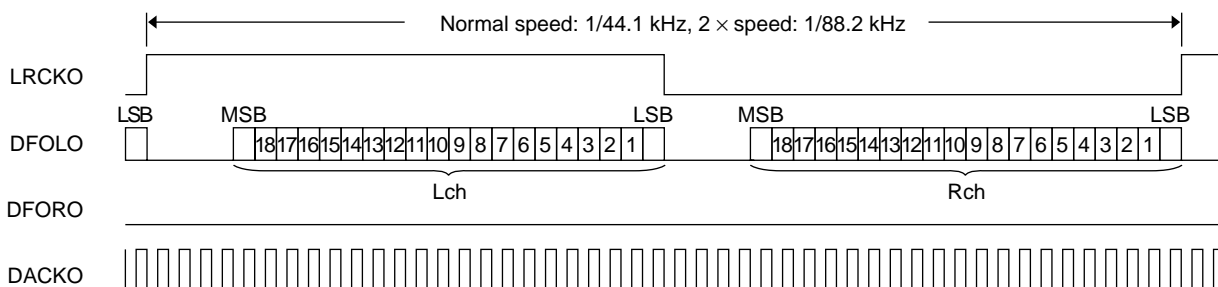 Normal speed: 1/44.1 kHz, 2 × speed: 1/88.2 kHz
LRCKO
LSB MSB LSB MSB LSB
DFOLO 18 17 16 15 14 13 12 11 10 9 8 7 6 5 4 3 2 1 18 17 16 15 14 13 12 11 10 9 8 7 6 5 4 3 2 1
Lch Rch
DFORO
DACKO